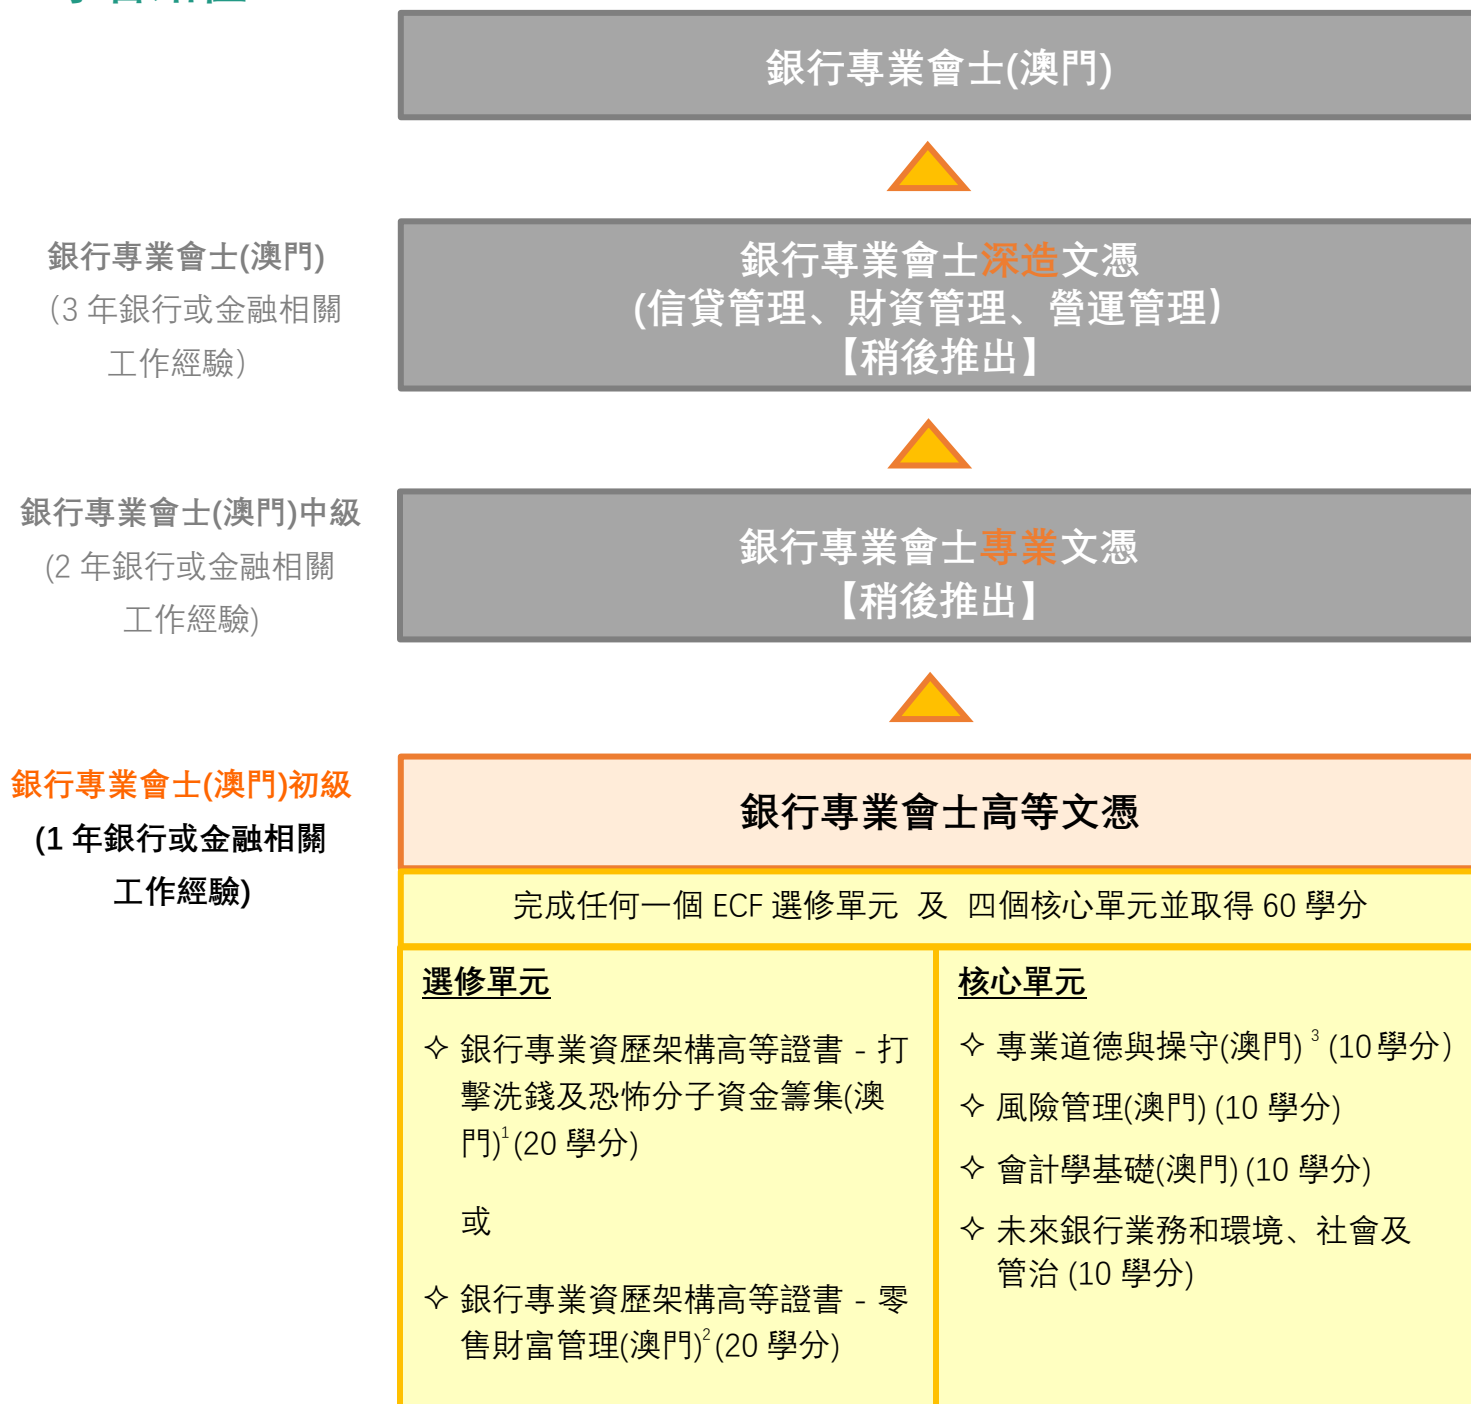 銀行專業會士(澳門)
銀行專業會士(澳門)
(3 年銀行或金融相關
工作經驗)
銀行專業會士深造文憑
(信貸管理、財資管理、營運管理)
【稍後推出】
銀行專業會士(澳門)中級
(2 年銀行或金融相關
工作經驗)
銀行專業會士專業文憑
【稍後推出】
銀行專業會士(澳門)初級
(1 年銀行或金融相關
工作經驗)
銀行專業會士高等文憑
完成任何一個 ECF 選修單元 及 四個核心單元並取得 60 學分
選修單元
✧ 銀行專業資歷架構高等證書 - 打
擊洗錢及恐怖分子資金籌集(澳
門)¹ (20 學分)
或
✧ 銀行專業資歷架構高等證書 - 零
售財富管理(澳門)² (20 學分)
核心單元
✧ 專業道德與操守(澳門) ³ (10 學分)
✧ 風險管理(澳門) (10 學分)
✧ 會計學基礎(澳門) (10 學分)
✧ 未來銀行業務和環境、社會及
管治 (10 學分)